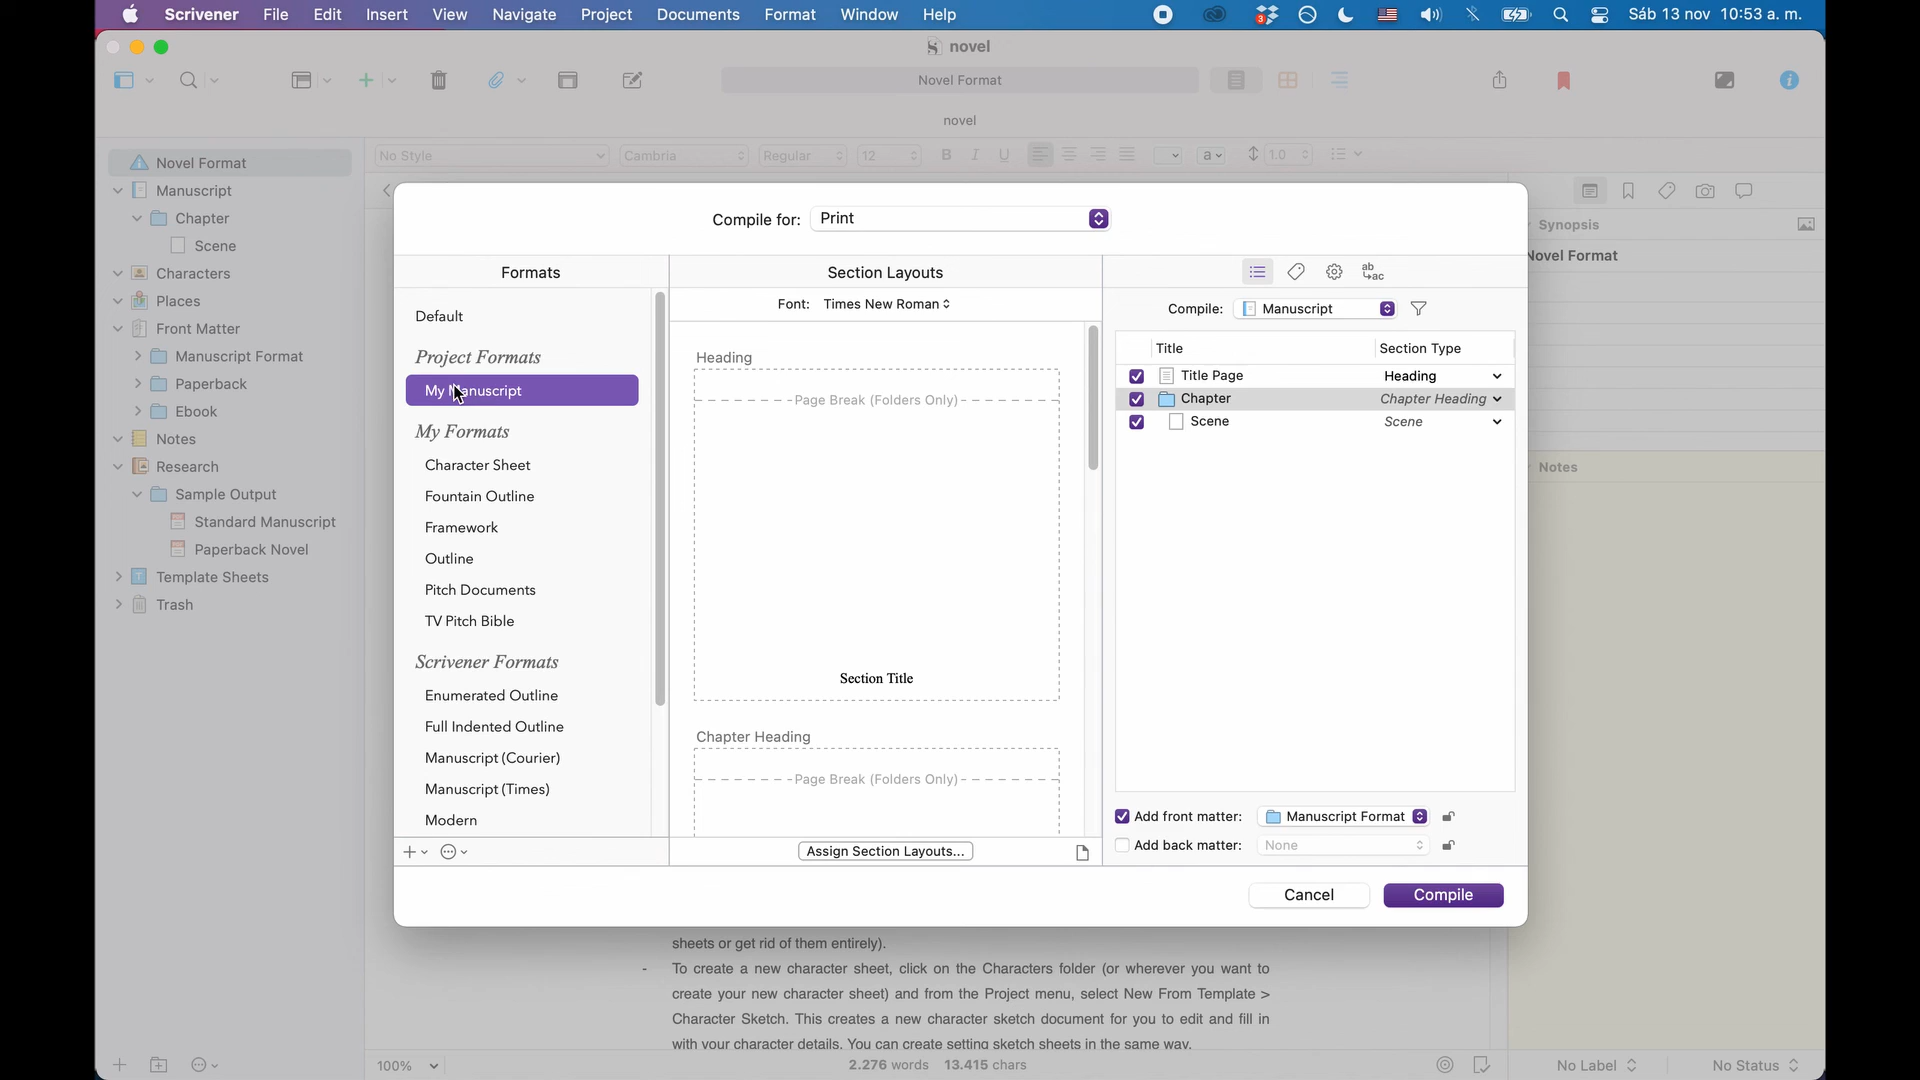 Scrivener File Edit Insert View Navigate Project Documents Format Window Help 3 Sáb 13 nov 10:53 a. m.
novel
Novel Format
novel
No Style Cambria Regular 12 B I U a 1.0
Novel Format
Manuscript
Chapter
Scene
Characters
Places
Front Matter
Manuscript Format
Paperback
Ebook
Notes
Research
Sample Output
Standard Manuscript
Paperback Novel
Template Sheets
Trash
Compile for: Print
Formats
Default
Project Formats
My Manuscript
My Formats
Character Sheet
Fountain Outline
Framework
Outline
Pitch Documents
TV Pitch Bible
Scrivener Formats
Enumerated Outline
Full Indented Outline
Manuscript (Courier)
Manuscript (Times)
Modern
Section Layouts
Font: Times New Roman
Heading
Page Break (Folders Only)
Section Title
Chapter Heading
Page Break (Folders Only)
Assign Section Layouts...
ab
ac
Compile: Manuscript
Title Section Type
Title Page Heading
Chapter Chapter Heading
Scene Scene
Add front matter: Manuscript Format
Add back matter: None
Cancel Compile
Synopsis
Novel Format
Notes
sheets or get rid of them entirely).
- To create a new character sheet, click on the Characters folder (or wherever you want to
create your new character sheet) and from the Project menu, select New From Template >
Character Sketch. This creates a new character sketch document for you to edit and fill in
with your character details. You can create setting sketch sheets in the same way.
100% 2.276 words 13.415 chars No Label No Status